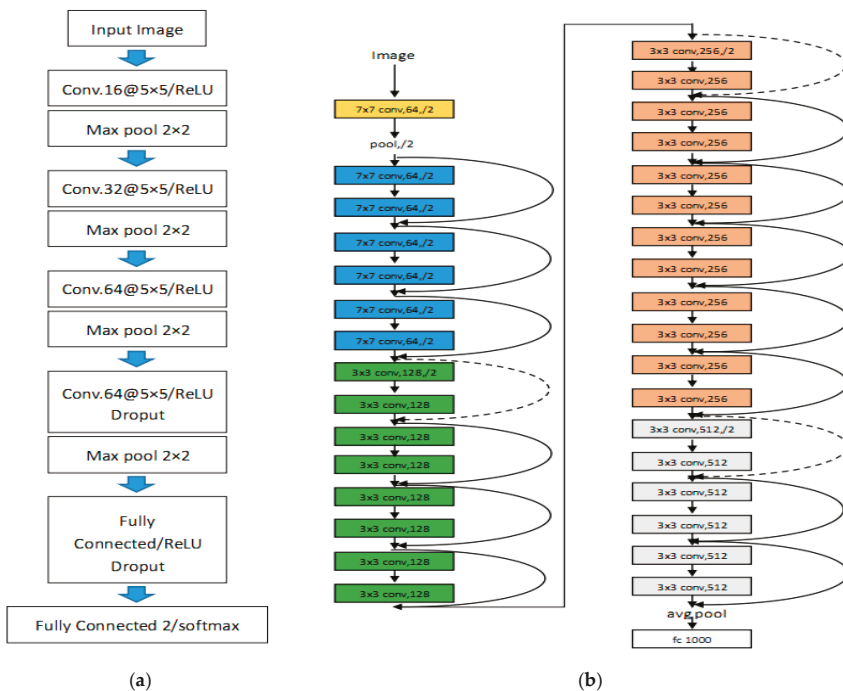 Input Image
Conv.16@5×5/ReLU
Max pool 2×2
Conv.32@5×5/ReLU
Max pool 2×2
Conv.64@5×5/ReLU
Max pool 2×2
Conv.64@5×5/ReLU
Droput
Max pool 2×2
Fully
Connected/ReLU
Droput
Fully Connected 2/softmax
(a)
Image
7x7 conv,64,/2
pool,/2
7x7 conv,64,/2
7x7 conv,64,/2
7x7 conv,64,/2
7x7 conv,64,/2
7x7 conv,64,/2
7x7 conv,64,/2
3x3 conv,128,/2
3x3 conv,128
3x3 conv,128
3x3 conv,128
3x3 conv,128
3x3 conv,128
3x3 conv,128
3x3 conv,128
3x3 conv,256,/2
3x3 conv,256
3x3 conv,256
3x3 conv,256
3x3 conv,256
3x3 conv,256
3x3 conv,256
3x3 conv,256
3x3 conv,256
3x3 conv,256
3x3 conv,256
3x3 conv,256
3x3 conv,512,/2
3x3 conv,512
3x3 conv,512
3x3 conv,512
3x3 conv,512
3x3 conv,512
avg pool
fc 1000
(b)